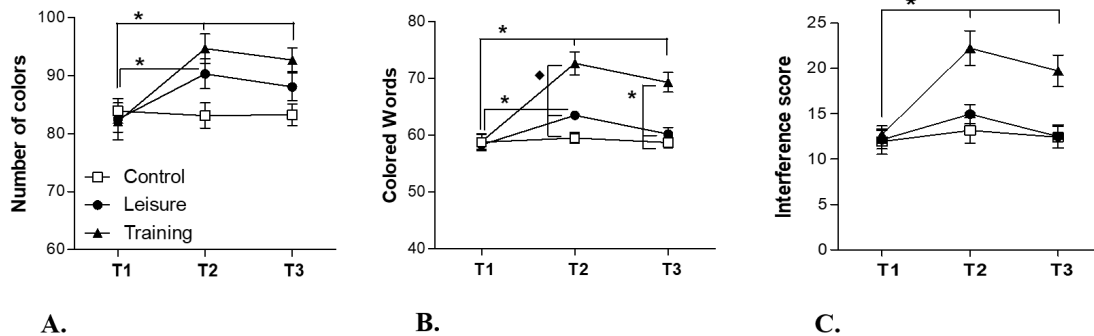 Number of colors
100
90
80
70
60
*
*
Control
Leisure
Training
T1 T2 T3
A.
Colored Words
80
70
60
50
40
*
◆
*
*
T1 T2 T3
B.
Interference score
25
20
15
10
5
0
*
T1 T2 T3
C.